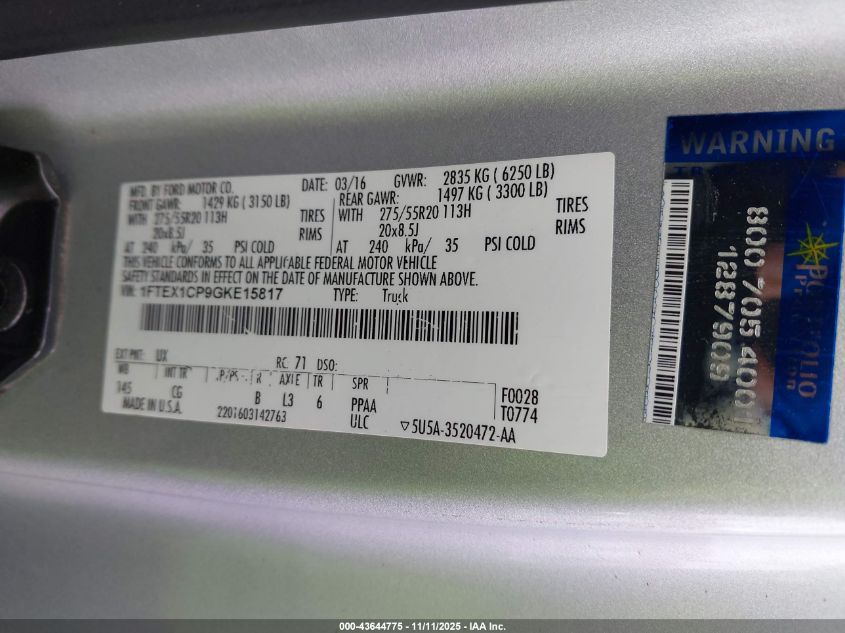 MFD. BY FORD MOTOR CO.
DATE: 03/16 GVWR: 2835 KG ( 6250 LB)
FRONT GAWR: 1429 KG ( 3150 LB)
REAR GAWR: 1497 KG ( 3300 LB)
WITH 275/55R20 113H TIRES
WITH 275/55R20 113H TIRES
20x8.5J RIMS
20x8.5J RIMS
AT 240 kPa/ 35 PSI COLD
AT 240 kPa/ 35 PSI COLD
THIS VEHICLE CONFORMS TO ALL APPLICABLE FEDERAL MOTOR VEHICLE
SAFETY STANDARDS IN EFFECT ON THE DATE OF MANUFACTURE SHOWN ABOVE.
VIN: 1FTEX1CP9GKE15817 TYPE: Truck
EXT PNT: UX RC: 71 DSO:
WB INT TR R AXLE TR SPR
145 CG B L3 6 PPAA F0028
MADE IN U.S.A. 2201603142763 ULC T0774
5U5A-3520472-AA
WARNING
800 705 4001
1287909
000-43644775 - 11/11/2025 - IAA Inc.